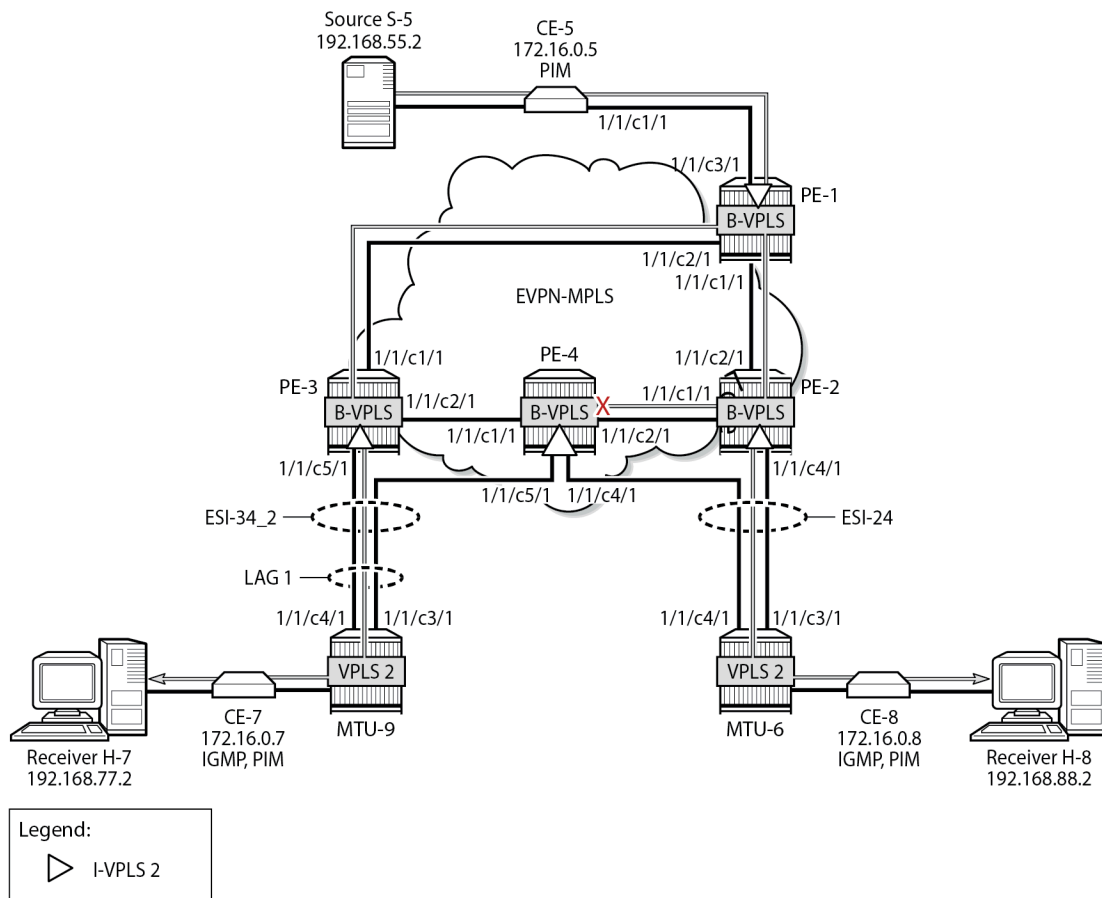 Source S-5
192.168.55.2
CE-5
172.16.0.5
PIM
1/1/c1/1
1/1/c3/1
PE-1
B-VPLS
1/1/c2/1
1/1/c1/1
EVPN-MPLS
1/1/c1/1
PE-4
1/1/c2/1
PE-3
PE-2
1/1/c2/1
1/1/c1/1
B-VPLS
B-VPLS
X
B-VPLS
1/1/c1/1
1/1/c2/1
1/1/c5/1
1/1/c4/1
1/1/c5/1
1/1/c4/1
ESI-34_2
ESI-24
LAG 1
1/1/c4/1
1/1/c3/1
1/1/c4/1
1/1/c3/1
VPLS 2
VPLS 2
CE-7
172.16.0.7
IGMP, PIM
MTU-9
MTU-6
CE-8
172.16.0.8
IGMP, PIM
Receiver H-7
192.168.77.2
Receiver H-8
192.168.88.2
Legend:
I-VPLS 2